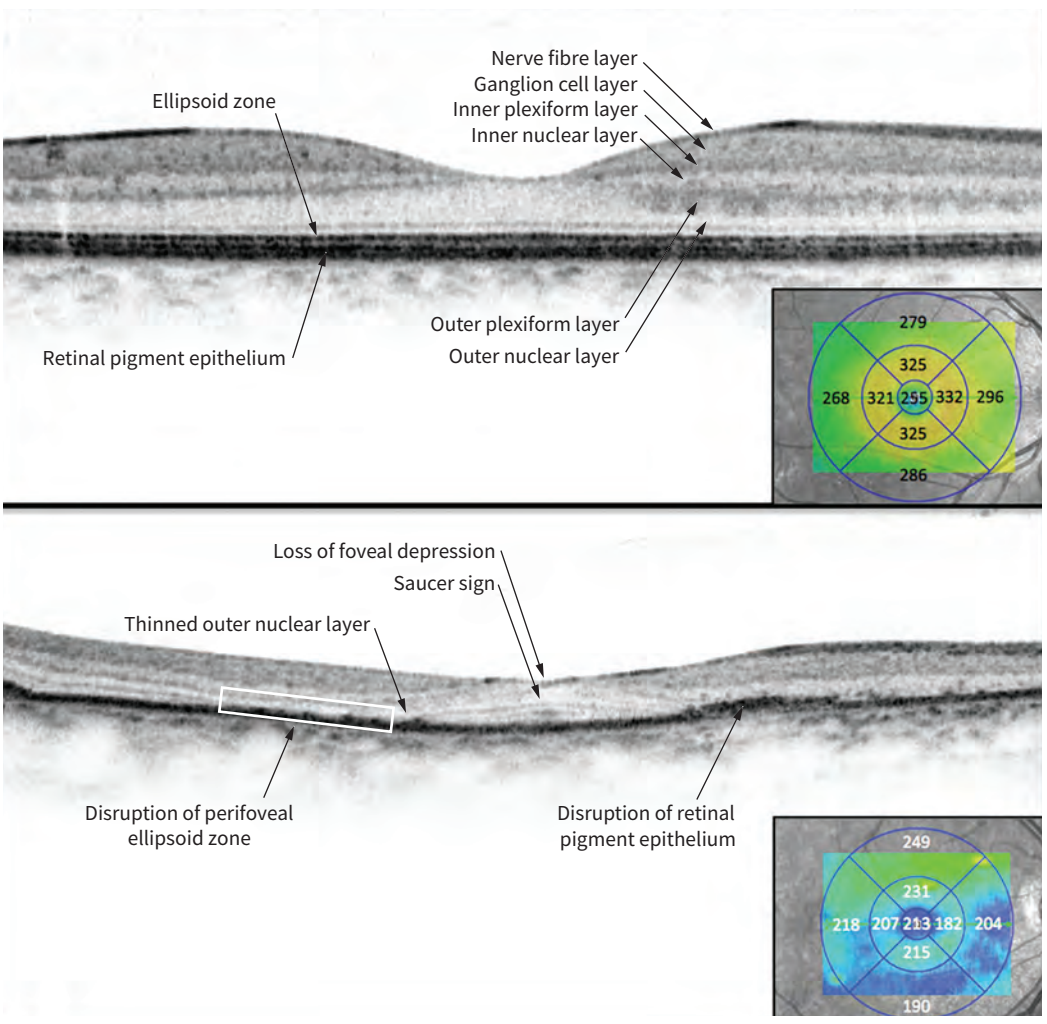 Nerve fibre layer
Ganglion cell layer
Inner plexiform layer
Inner nuclear layer
Ellipsoid zone
Outer plexiform layer
Outer nuclear layer
Retinal pigment epithelium
279
325
268 321 255 332 296
325
286
Loss of foveal depression
Saucer sign
Thinned outer nuclear layer
Disruption of perifoveal
ellipsoid zone
Disruption of retinal
pigment epithelium
249
231
218 207 213 182 204
215
190